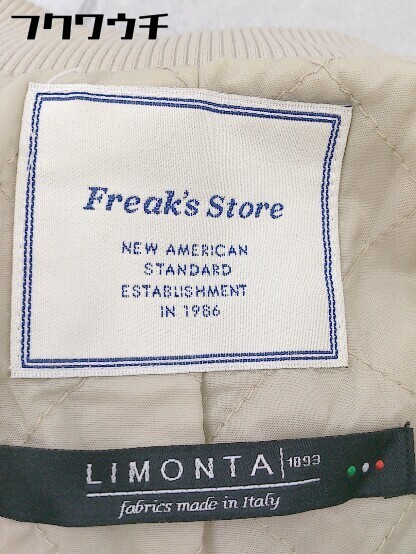 フクワウチ
Freak's Store
NEW AMERICAN
STANDARD
ESTABLISHMENT
IN 1986
LIMONTA 1893
fabrics made in Italy